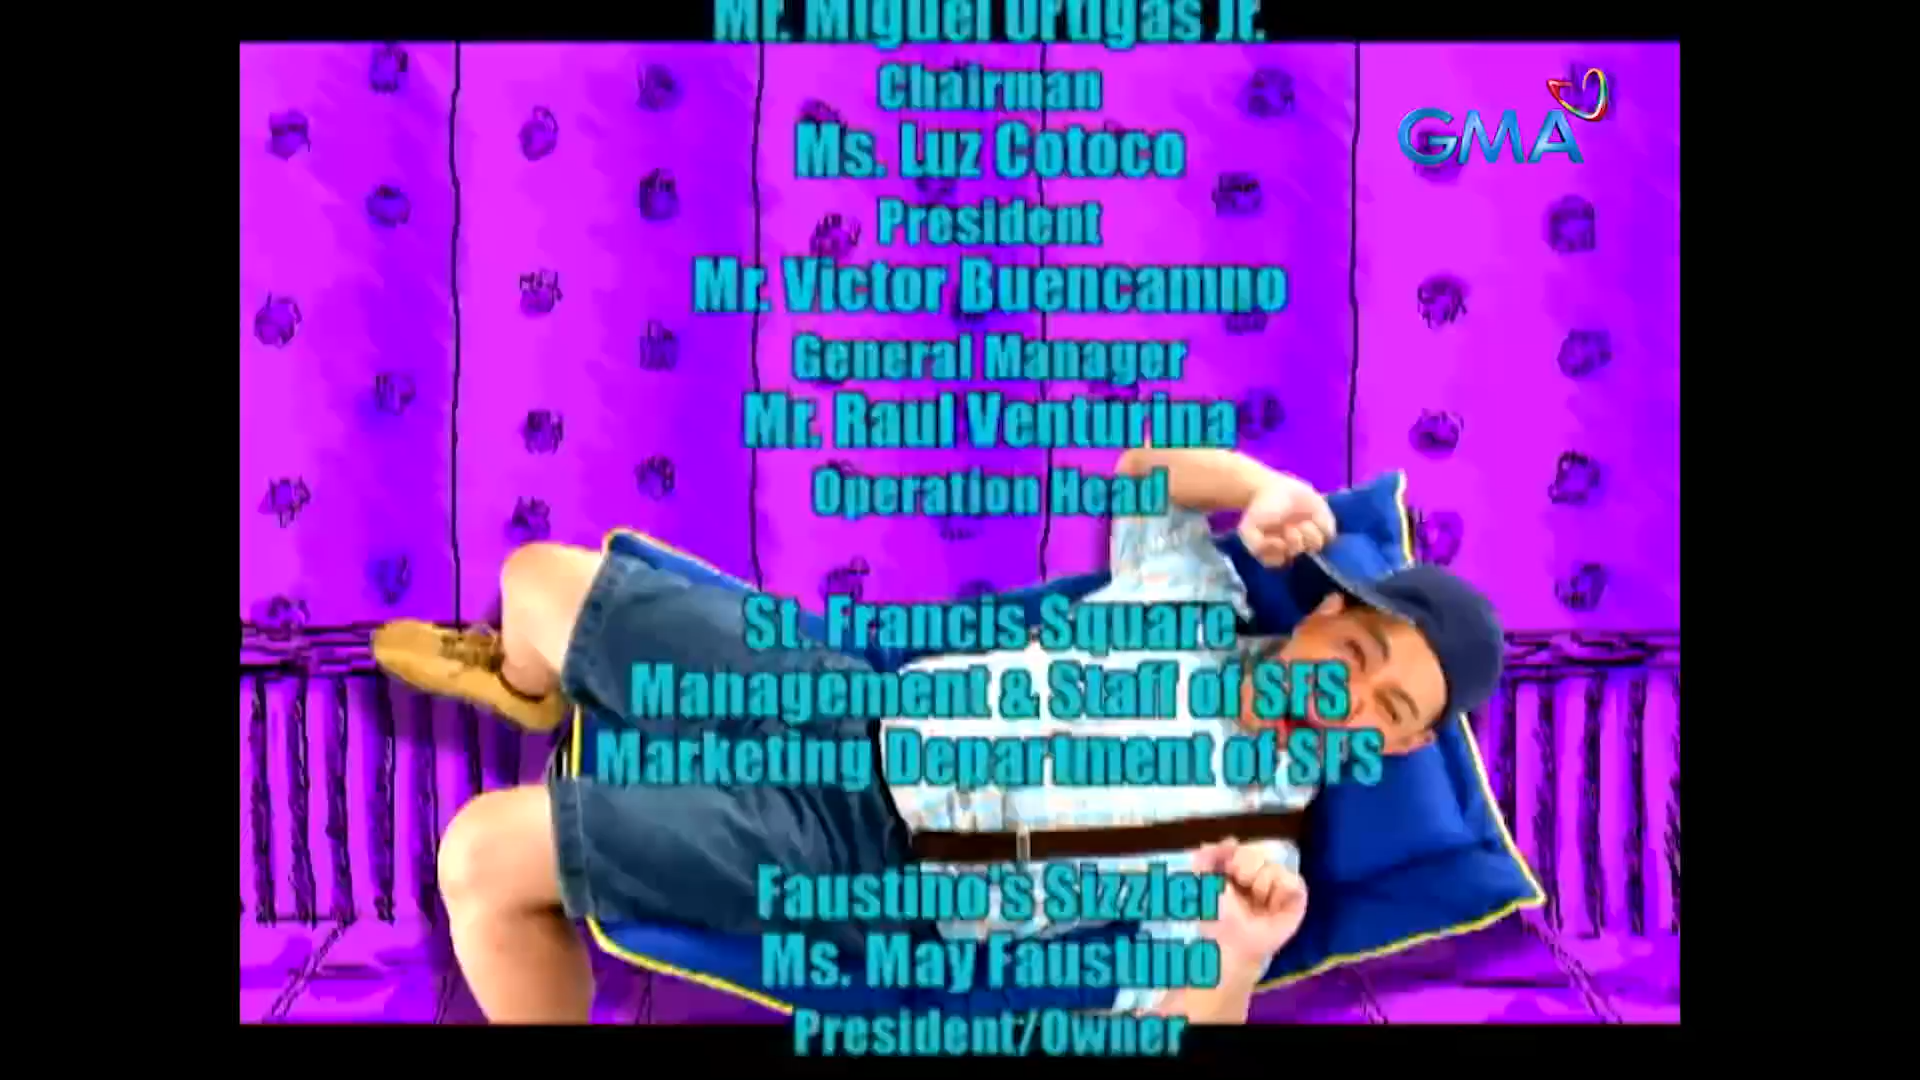 Mr. Miguel Ortigas Jr.
Chairman
GMA
Ms. Luz Cotoco
President
Mr. Victor Buencamno
General Manager
Mr. Raul Venturina
Operation Head
St. Francis Square
Management & Staff of SFS
Marketing Department of SFS
Faustino's Sizzler
Ms. May Faustino
President/Owner